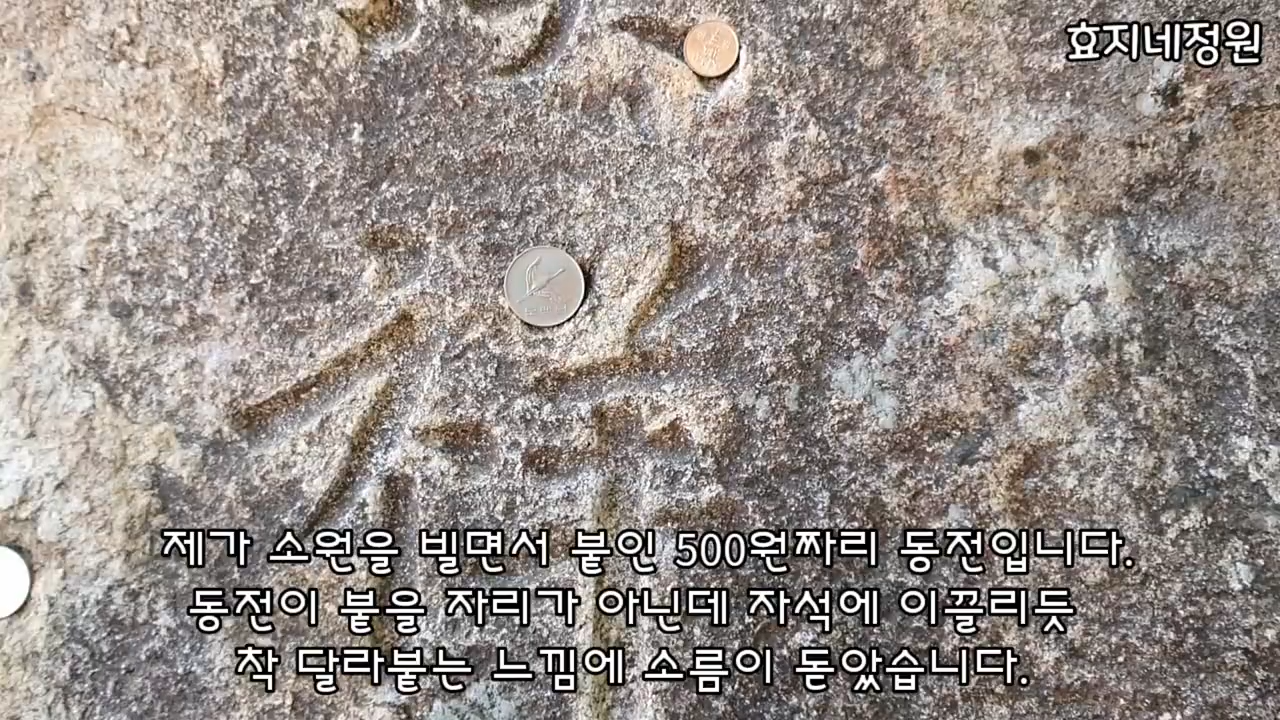 효지네정원
제가 소원을 빌면서 붙인 500원짜리 동전입니다.
동전이 붙을 자리가 아닌데 자석에 이끌리듯
착 달라붙는 느낌에 소름이 돋았습니다.